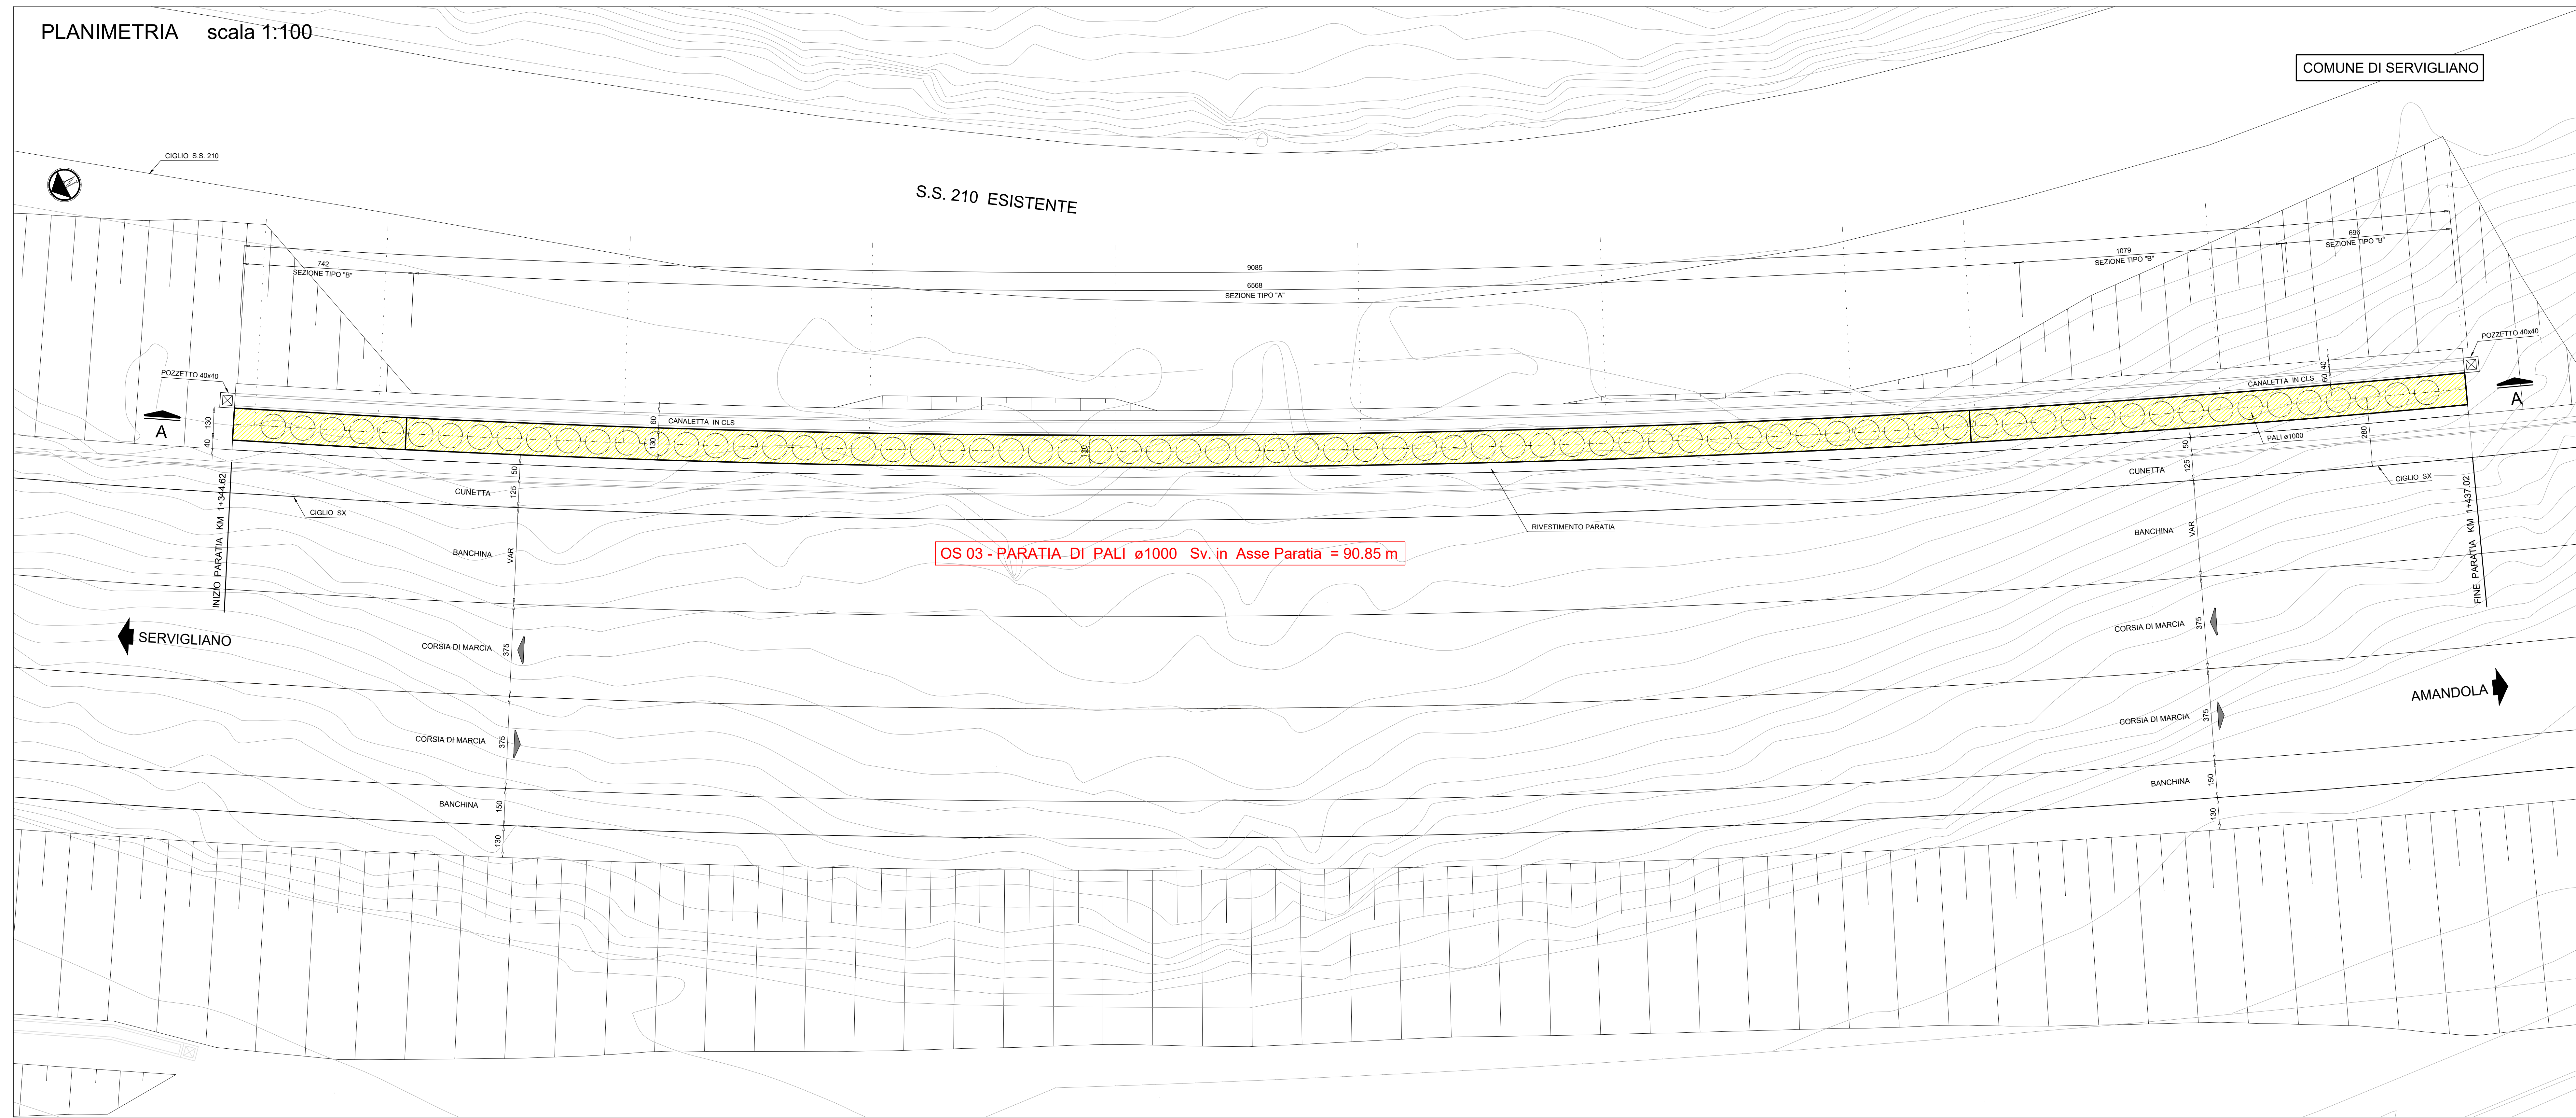 PLANIMETRIA scala 1:100
COMUNE DI SERVIGLIANO
CIGLIO S.S. 210
S.S. 210 ESISTENTE
9085
742
SEZIONE TIPO "B"
6568
SEZIONE TIPO "A"
1079
SEZIONE TIPO "B"
696
SEZIONE TIPO "B"
POZZETTO 40x40
POZZETTO 40x40
A
A
130
40
60
130
120
CANALETTA IN CLS
CANALETTA IN CLS
40
60
PALI ø1000
280
CIGLIO SX
CIGLIO SX
RIVESTIMENTO PARATIA
INIZIO PARATIA KM 1+344.62
FINE PARATIA KM 1+437.02
OS 03 - PARATIA DI PALI ø1000 Sv. in Asse Paratia = 90.85 m
50
CUNETTA
125
BANCHINA
VAR
CORSIA DI MARCIA
375
CORSIA DI MARCIA
375
BANCHINA
150
130
50
CUNETTA
125
BANCHINA
VAR
CORSIA DI MARCIA
375
CORSIA DI MARCIA
375
BANCHINA
150
130
SERVIGLIANO
AMANDOLA